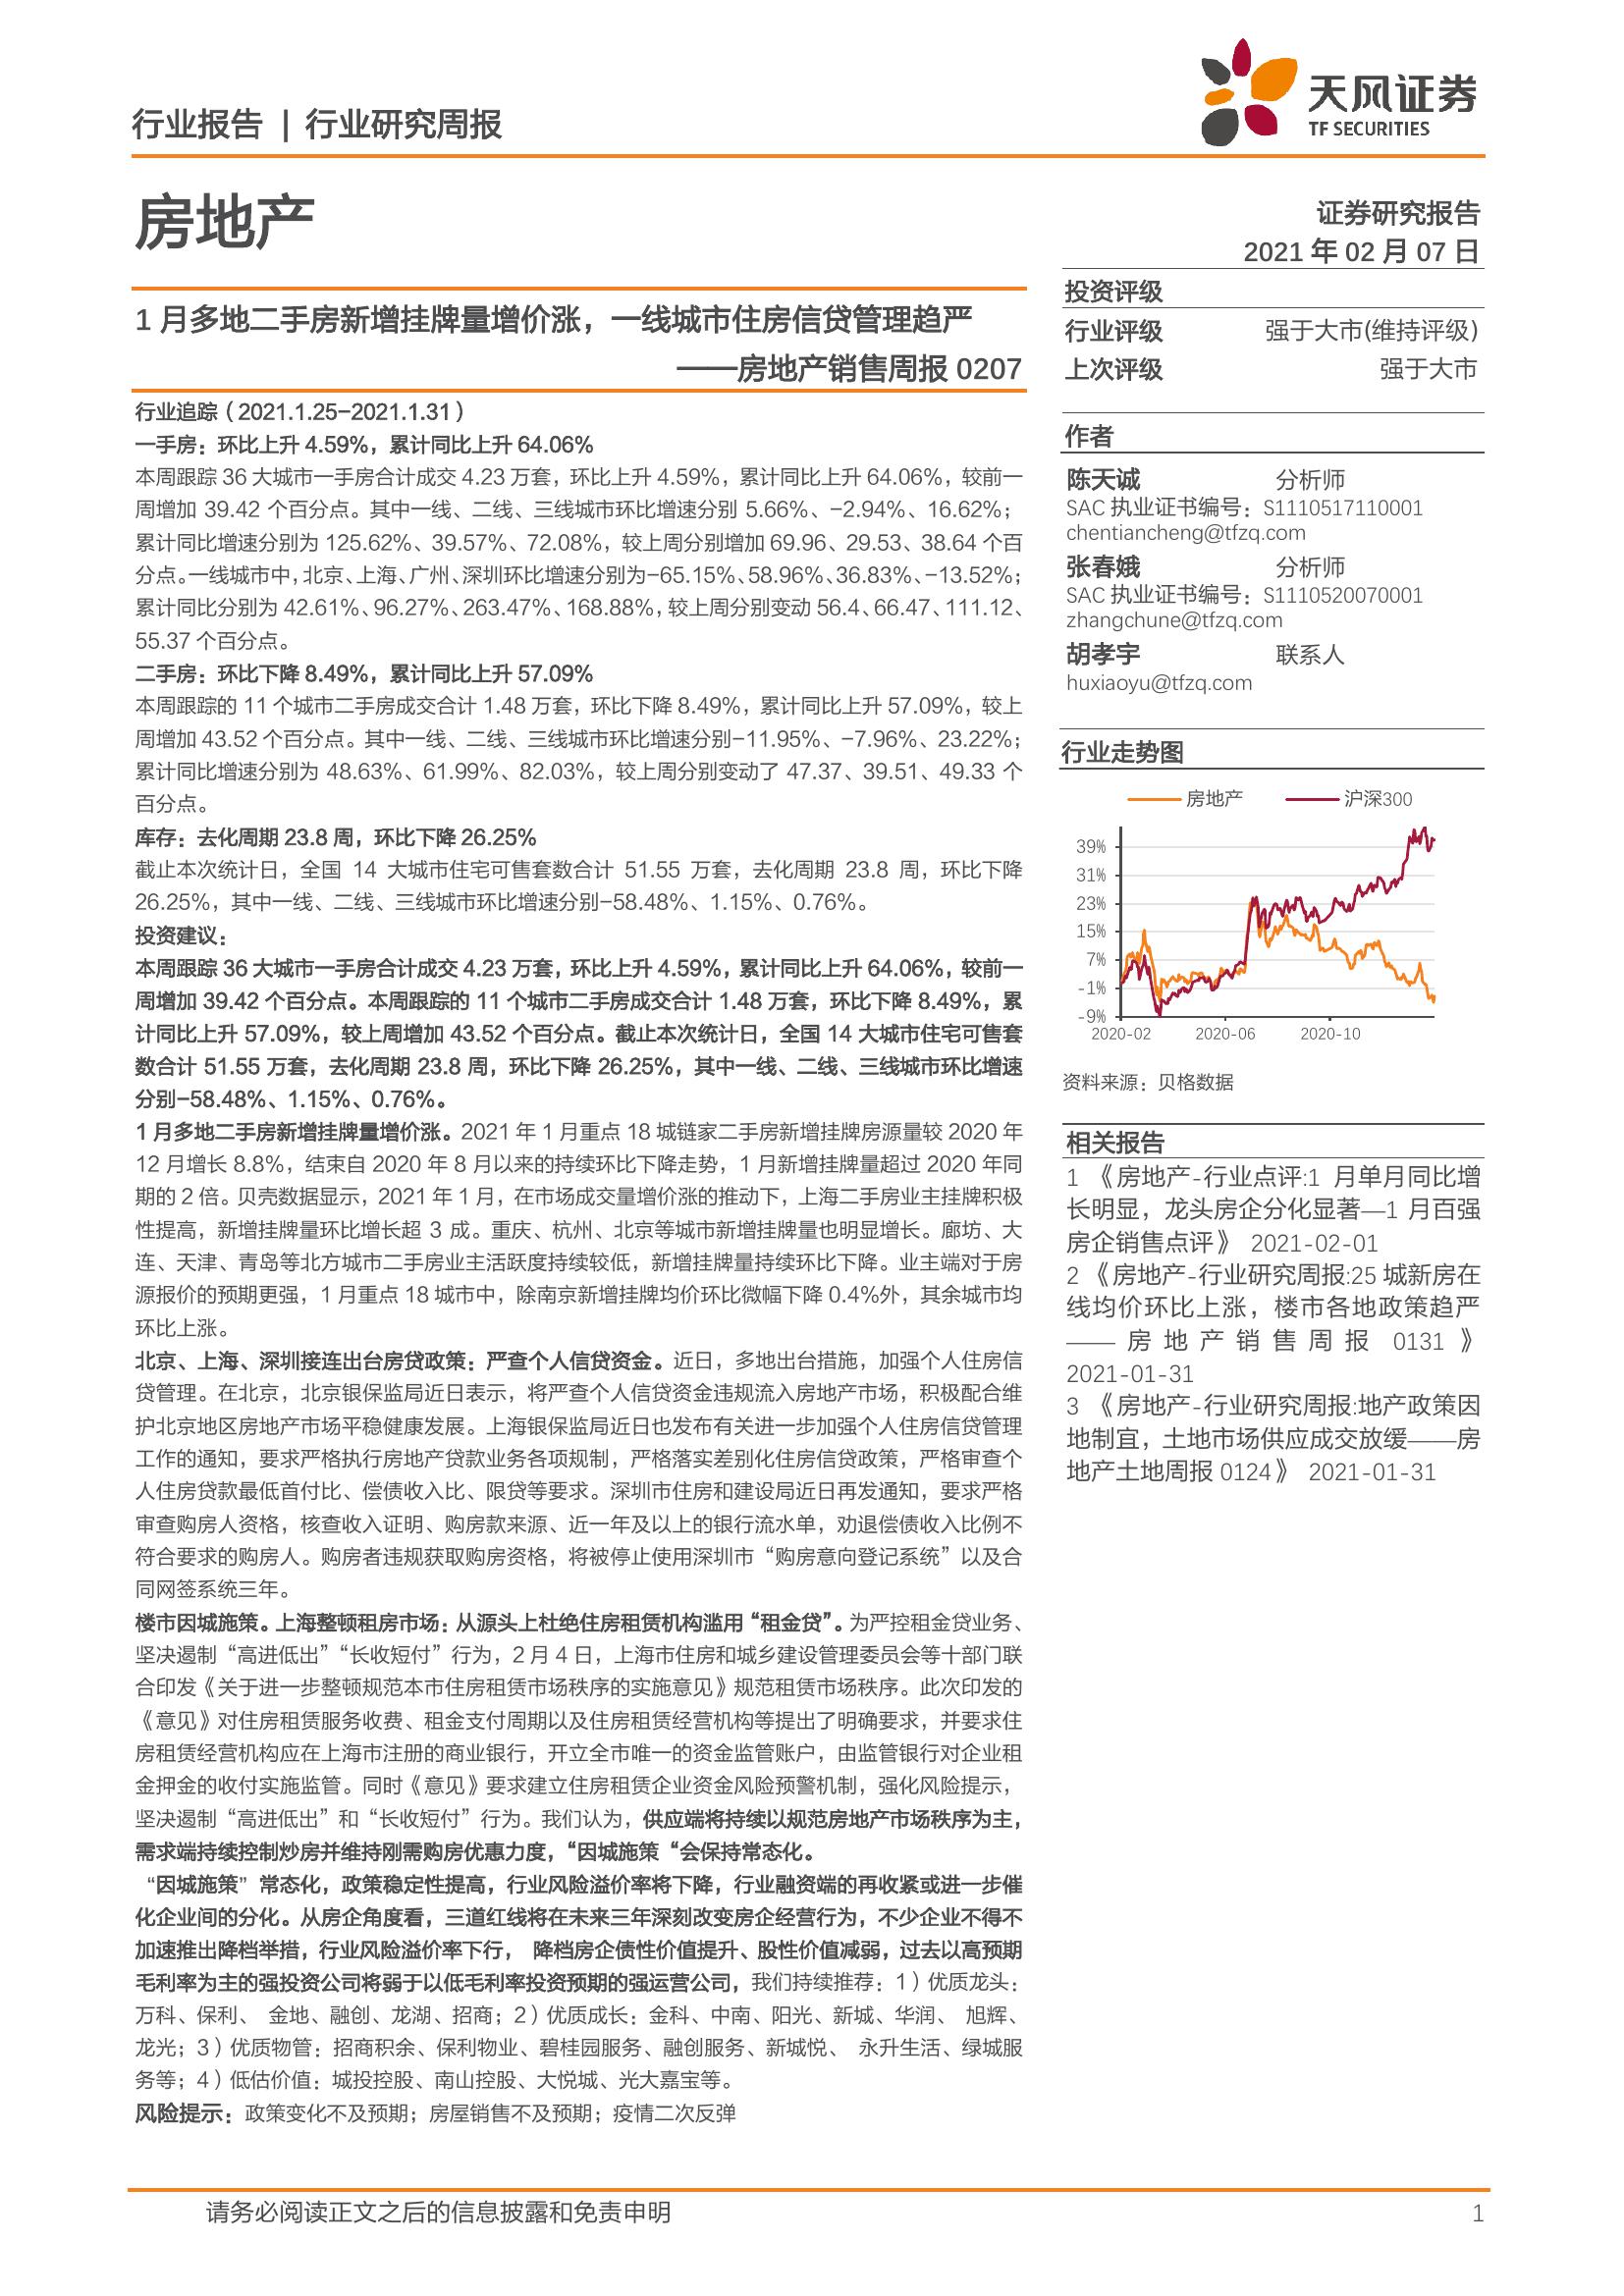 行业报告 | 行业研究周报
天风证券
TF SECURITIES
房地产
证券研究报告
2021 年 02 月 07 日
1 月多地二手房新增挂牌量增价涨，一线城市住房信贷管理趋严
——房地产销售周报 0207
行业追踪（2021.1.25-2021.1.31）
一手房：环比上升 4.59%，累计同比上升 64.06%
本周跟踪 36 大城市一手房合计成交 4.23 万套，环比上升 4.59%，累计同比上升 64.06%，较前一
周增加 39.42 个百分点。其中一线、二线、三线城市环比增速分别 5.66%、-2.94%、16.62%；
累计同比增速分别为 125.62%、39.57%、72.08%，较上周分别增加 69.96、29.53、38.64 个百
分点。一线城市中，北京、上海、广州、深圳环比增速分别为-65.15%、58.96%、36.83%、-13.52%；
累计同比分别为 42.61%、96.27%、263.47%、168.88%，较上周分别变动 56.4、66.47、111.12、
55.37 个百分点。
二手房：环比下降 8.49%，累计同比上升 57.09%
本周跟踪的 11 个城市二手房成交合计 1.48 万套，环比下降 8.49%，累计同比上升 57.09%，较上
周增加 43.52 个百分点。其中一线、二线、三线城市环比增速分别-11.95%、-7.96%、23.22%；
累计同比增速分别为 48.63%、61.99%、82.03%，较上周分别变动了 47.37、39.51、49.33 个
百分点。
库存：去化周期 23.8 周，环比下降 26.25%
截止本次统计日，全国 14 大城市住宅可售套数合计 51.55 万套，去化周期 23.8 周，环比下降
26.25%，其中一线、二线、三线城市环比增速分别-58.48%、1.15%、0.76%。
投资建议：
本周跟踪 36 大城市一手房合计成交 4.23 万套，环比上升 4.59%，累计同比上升 64.06%，较前一
周增加 39.42 个百分点。本周跟踪的 11 个城市二手房成交合计 1.48 万套，环比下降 8.49%，累
计同比上升 57.09%，较上周增加 43.52 个百分点。截止本次统计日，全国 14 大城市住宅可售套
数合计 51.55 万套，去化周期 23.8 周，环比下降 26.25%，其中一线、二线、三线城市环比增速
分别-58.48%、1.15%、0.76%。
1 月多地二手房新增挂牌量增价涨。2021 年 1 月重点 18 城链家二手房新增挂牌房源量较 2020 年
12 月增长 8.8%，结束自 2020 年 8 月以来的持续环比下降走势，1 月新增挂牌量超过 2020 年同
期的 2 倍。贝壳数据显示，2021 年 1 月，在市场成交量增价涨的推动下，上海二手房业主挂牌积极
性提高，新增挂牌量环比增长超 3 成。重庆、杭州、北京等城市新增挂牌量也明显增长。廊坊、大
连、天津、青岛等北方城市二手房业主活跃度持续较低，新增挂牌量持续环比下降。业主端对于房
源报价的预期更强，1 月重点 18 城市中，除南京新增挂牌均价环比微幅下降 0.4%外，其余城市均
环比上涨。
北京、上海、深圳接连出台房贷政策：严查个人信贷资金。近日，多地出台措施，加强个人住房信
贷管理。在北京，北京银保监局近日表示，将严查个人信贷资金违规流入房地产市场，积极配合维
护北京地区房地产市场平稳健康发展。上海银保监局近日也发布有关进一步加强个人住房信贷管理
工作的通知，要求严格执行房地产贷款业务各项规制，严格落实差别化住房信贷政策，严格审查个
人住房贷款最低首付比、偿债收入比、限贷等要求。深圳市住房和建设局近日再发通知，要求严格
审查购房人资格，核查收入证明、购房款来源、近一年及以上的银行流水单，劝退偿债收入比例不
符合要求的购房人。购房者违规获取购房资格，将被停止使用深圳市“购房意向登记系统”以及合
同网签系统三年。
楼市因城施策。上海整顿租房市场：从源头上杜绝住房租赁机构滥用“租金贷”。为严控租金贷业务、
坚决遏制“高进低出”“长收短付”行为，2 月 4 日，上海市住房和城乡建设管理委员会等十部门联
合印发《关于进一步整顿规范本市住房租赁市场秩序的实施意见》规范租赁市场秩序。此次印发的
《意见》对住房租赁服务收费、租金支付周期以及住房租赁经营机构等提出了明确要求，并要求住
房租赁经营机构应在上海市注册的商业银行，开立全市唯一的资金监管账户，由监管银行对企业租
金押金的收付实施监管。同时《意见》要求建立住房租赁企业资金风险预警机制，强化风险提示，
坚决遏制“高进低出”和“长收短付”行为。我们认为，供应端将持续以规范房地产市场秩序为主，
需求端持续控制炒房并维持刚需购房优惠力度，“因城施策 “会保持常态化。
“因城施策”常态化，政策稳定性提高，行业风险溢价率将下降，行业融资端的再收紧或进一步催
化企业间的分化。从房企角度看，三道红线将在未来三年深刻改变房企经营行为，不少企业不得不
加速推出降档举措，行业风险溢价率下行， 降档房企债性价值提升、股性价值减弱，过去以高预期
毛利率为主的强投资公司将弱于以低毛利率投资预期的强运营公司，我们持续推荐：1）优质龙头：
万科、保利、 金地、融创、龙湖、招商；2）优质成长：金科、中南、阳光、新城、华润、 旭辉、
龙光；3）优质物管：招商积余、保利物业、碧桂园服务、融创服务、新城悦、 永升生活、绿城服
务等；4）低估价值：城投控股、南山控股、大悦城、光大嘉宝等。
风险提示：政策变化不及预期；房屋销售不及预期；疫情二次反弹
投资评级
行业评级 强于大市(维持评级)
上次评级 强于大市
作者
陈天诚 分析师
SAC 执业证书编号：S1110517110001
chentiancheng@tfzq.com
张春娥 分析师
SAC 执业证书编号：S1110520070001
zhangchune@tfzq.com
胡孝宇 联系人
huxiaoyu@tfzq.com
行业走势图
房地产 沪深300
39%
31%
23%
15%
7%
-1%
-9%
2020-02 2020-06 2020-10
资料来源：贝格数据
相关报告
1 《房地产-行业点评:1 月单月同比增
长明显，龙头房企分化显著—1 月百强
房企销售点评》 2021-02-01
2 《房地产-行业研究周报:25 城新房在
线均价环比上涨，楼市各地政策趋严
——房地产销售周报 0131》
2021-01-31
3 《房地产-行业研究周报:地产政策因
地制宜，土地市场供应成交放缓——房
地产土地周报 0124》 2021-01-31
请务必阅读正文之后的信息披露和免责申明 1